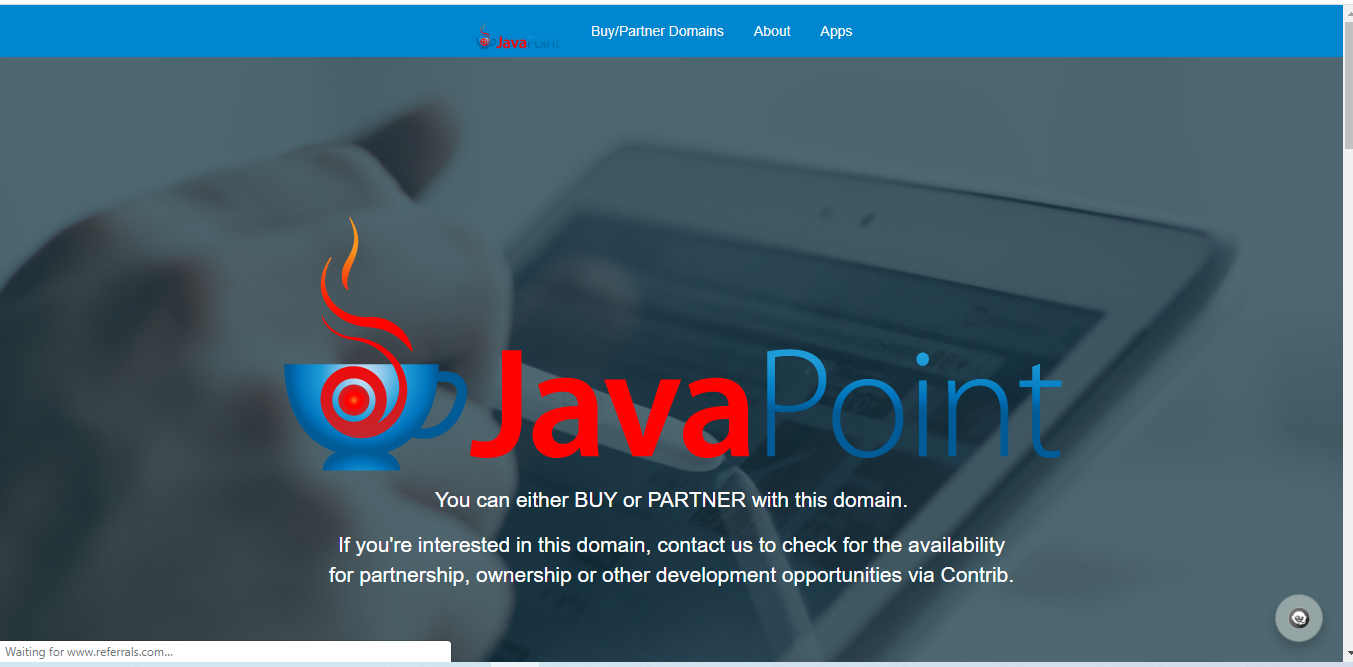 JavaPoint
Buy/Partner Domains
About
Apps
JavaPoint
You can either BUY or PARTNER with this domain.
If you're interested in this domain, contact us to check for the availability
for partnership, ownership or other development opportunities via Contrib.
Waiting for www.referrals.com...